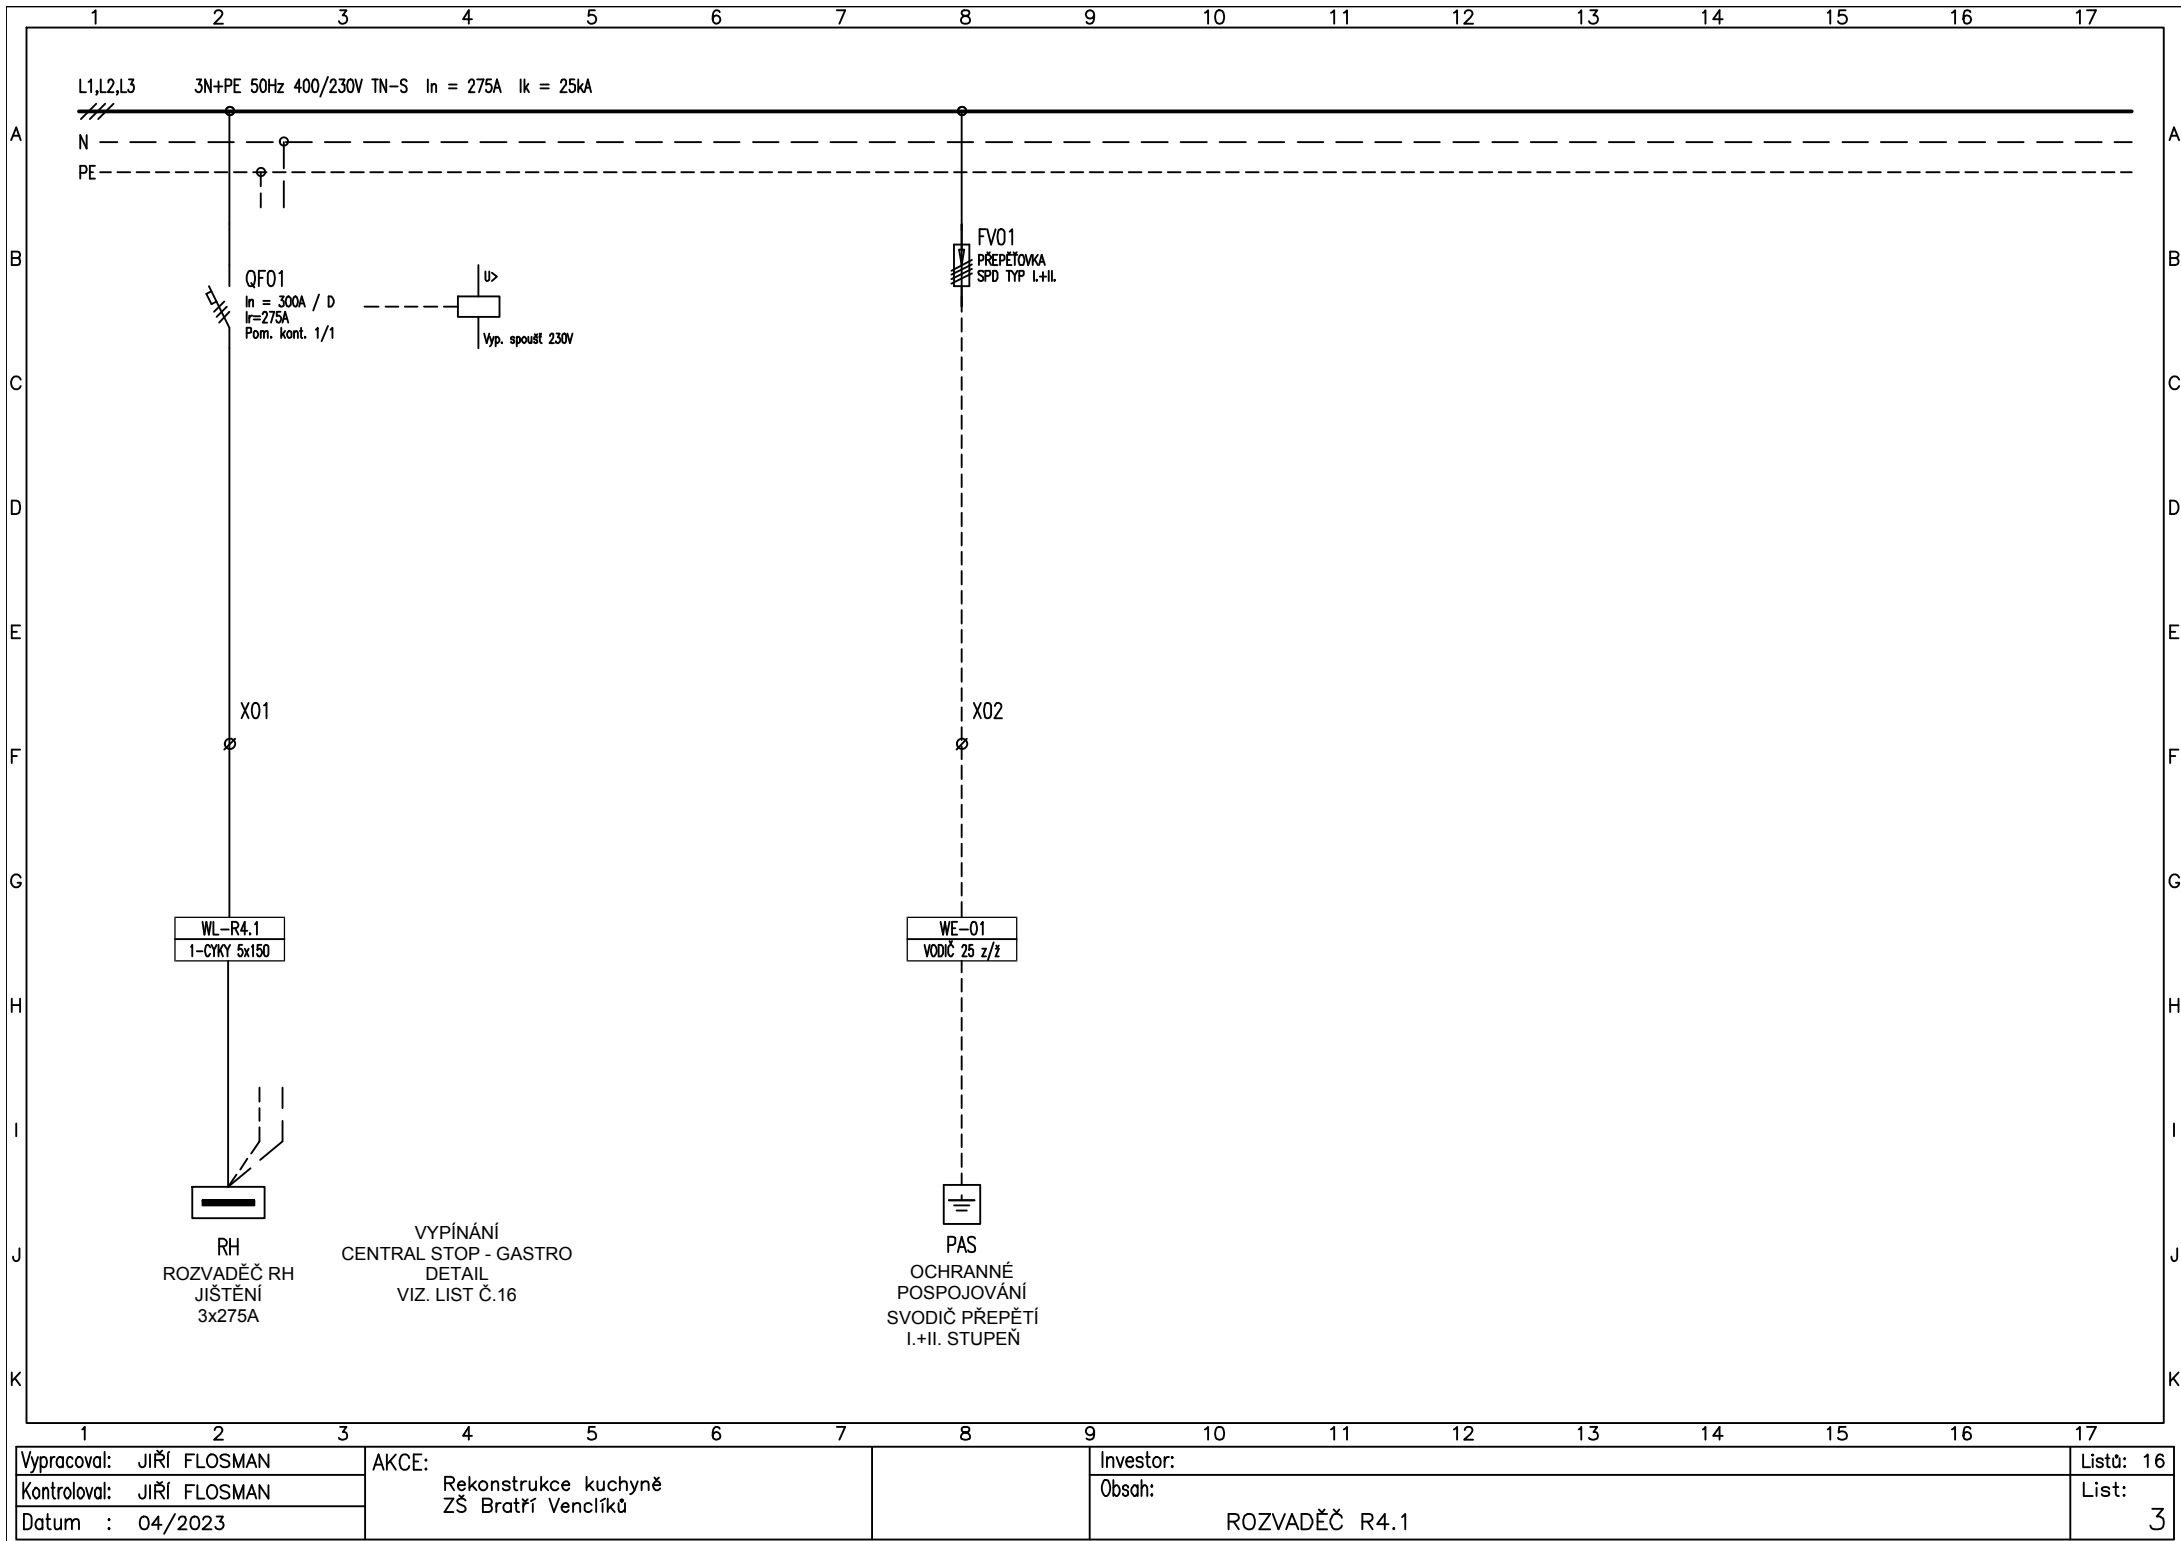 1 2 3 4 5 6 7 8 9 10 11 12 13 14 15 16 17
L1,L2,L3 3N+PE 50Hz 400/230V TN-S In = 275A Ik = 25kA
A A
N
PE
B B
QF01
In = 300A / D
Ir=275A
Pom. kont. 1/1
U>
Vyp. spoušť 230V
FV01
PŘEPĚŤOVKA
SPD TYP I.+II.
C C
D D
E E
X01 X02
F F
G G
WL-R4.1
1-CYKY 5x150
WE-01
VODIČ 25 z/ž
H H
I I
J J
RH
ROZVADĚČ RH
JIŠTĚNÍ
3x275A
VYPÍNÁNÍ
CENTRAL STOP - GASTRO
DETAIL
VIZ. LIST Č.16
PAS
OCHRANNÉ
POSPOJOVÁNÍ
SVODIČ PŘEPĚTÍ
I.+II. STUPEŇ
K K
1 2 3 4 5 6 7 8 9 10 11 12 13 14 15 16 17
Vypracoval: JIŘÍ FLOSMAN
Kontroloval: JIŘÍ FLOSMAN
Datum : 04/2023
AKCE:
Rekonstrukce kuchyně
ZŠ Bratří Venclíků
Investor:
Obsah:
ROZVADĚČ R4.1
Listů: 16
List:
3